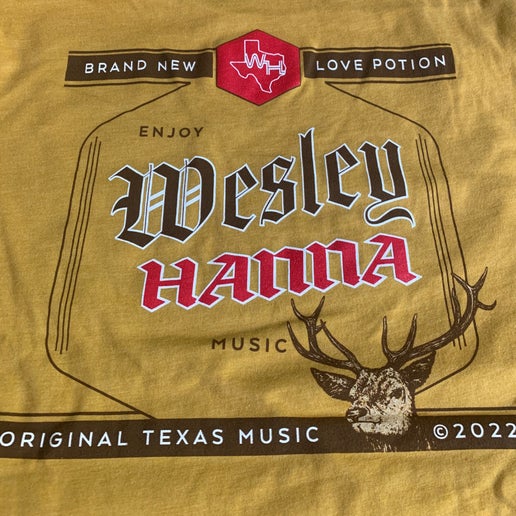 BRAND NEW
WH
LOVE POTION
ENJOY
Wesley
HANNA
MUSIC
ORIGINAL TEXAS MUSIC
©2022